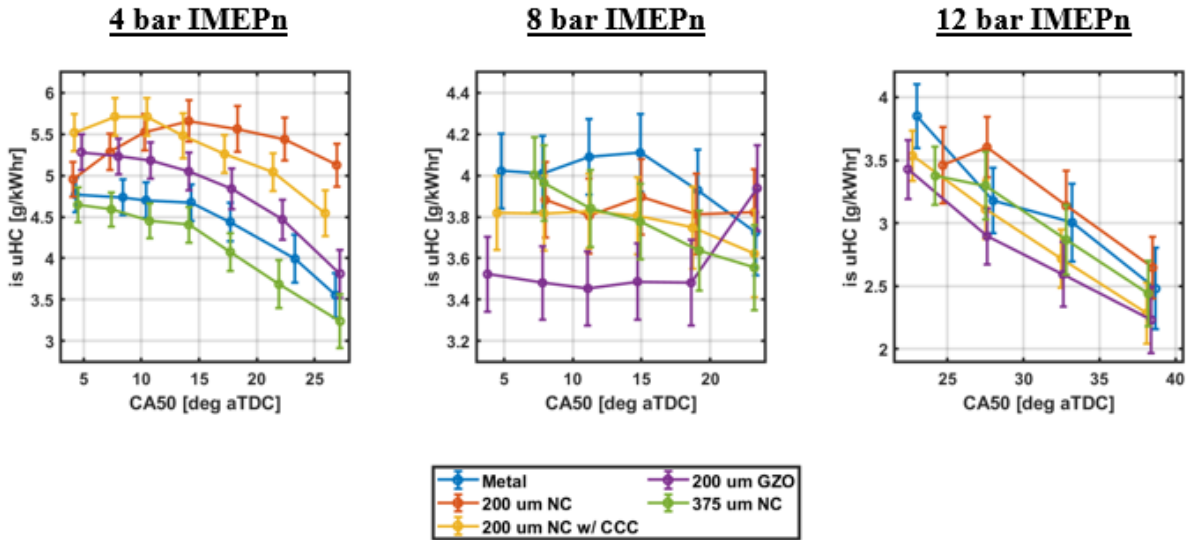 4 bar IMEPn
8 bar IMEPn
12 bar IMEPn
is uHC [g/kWhr]
6
5.5
5
4.5
4
3.5
3
5 10 15 20 25
CA50 [deg aTDC]
is uHC [g/kWhr]
4.4
4.2
4.0
3.8
3.6
3.4
3.2
5 10 15 20
CA50 [deg aTDC]
is uHC [g/kWhr]
4
3.5
3
2.5
2
25 30 35 40
CA50 [deg aTDC]
Metal
200 um NC
200 um NC w/ CCC
200 um GZO
375 um NC